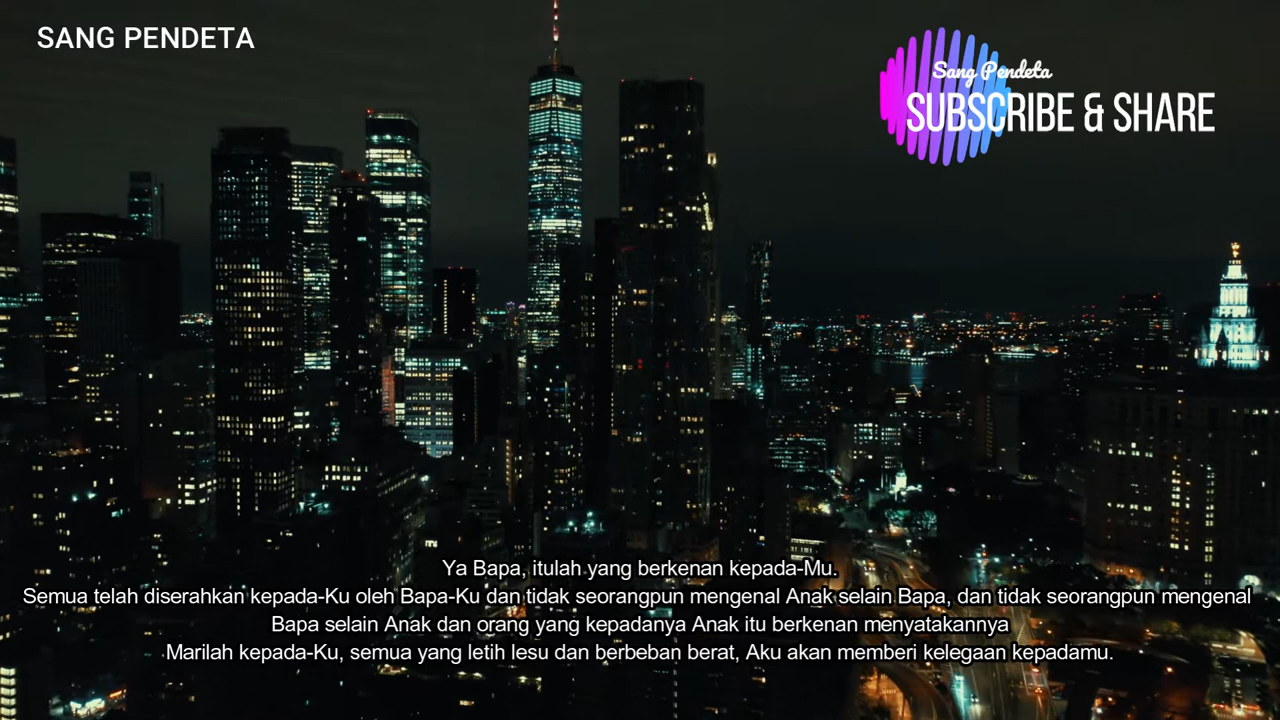 SANG PENDETA
Sang Pendeta
SUBSCRIBE & SHARE
Ya Bapa, itulah yang berkenan kepada-Mu.
Semua telah diserahkan kepada-Ku oleh Bapa-Ku dan tidak seorangpun mengenal Anak selain Bapa, dan tidak seorangpun mengenal
Bapa selain Anak dan orang yang kepadanya Anak itu berkenan menyatakannya
Marilah kepada-Ku, semua yang letih lesu dan berbeban berat, Aku akan memberi kelegaan kepadamu.